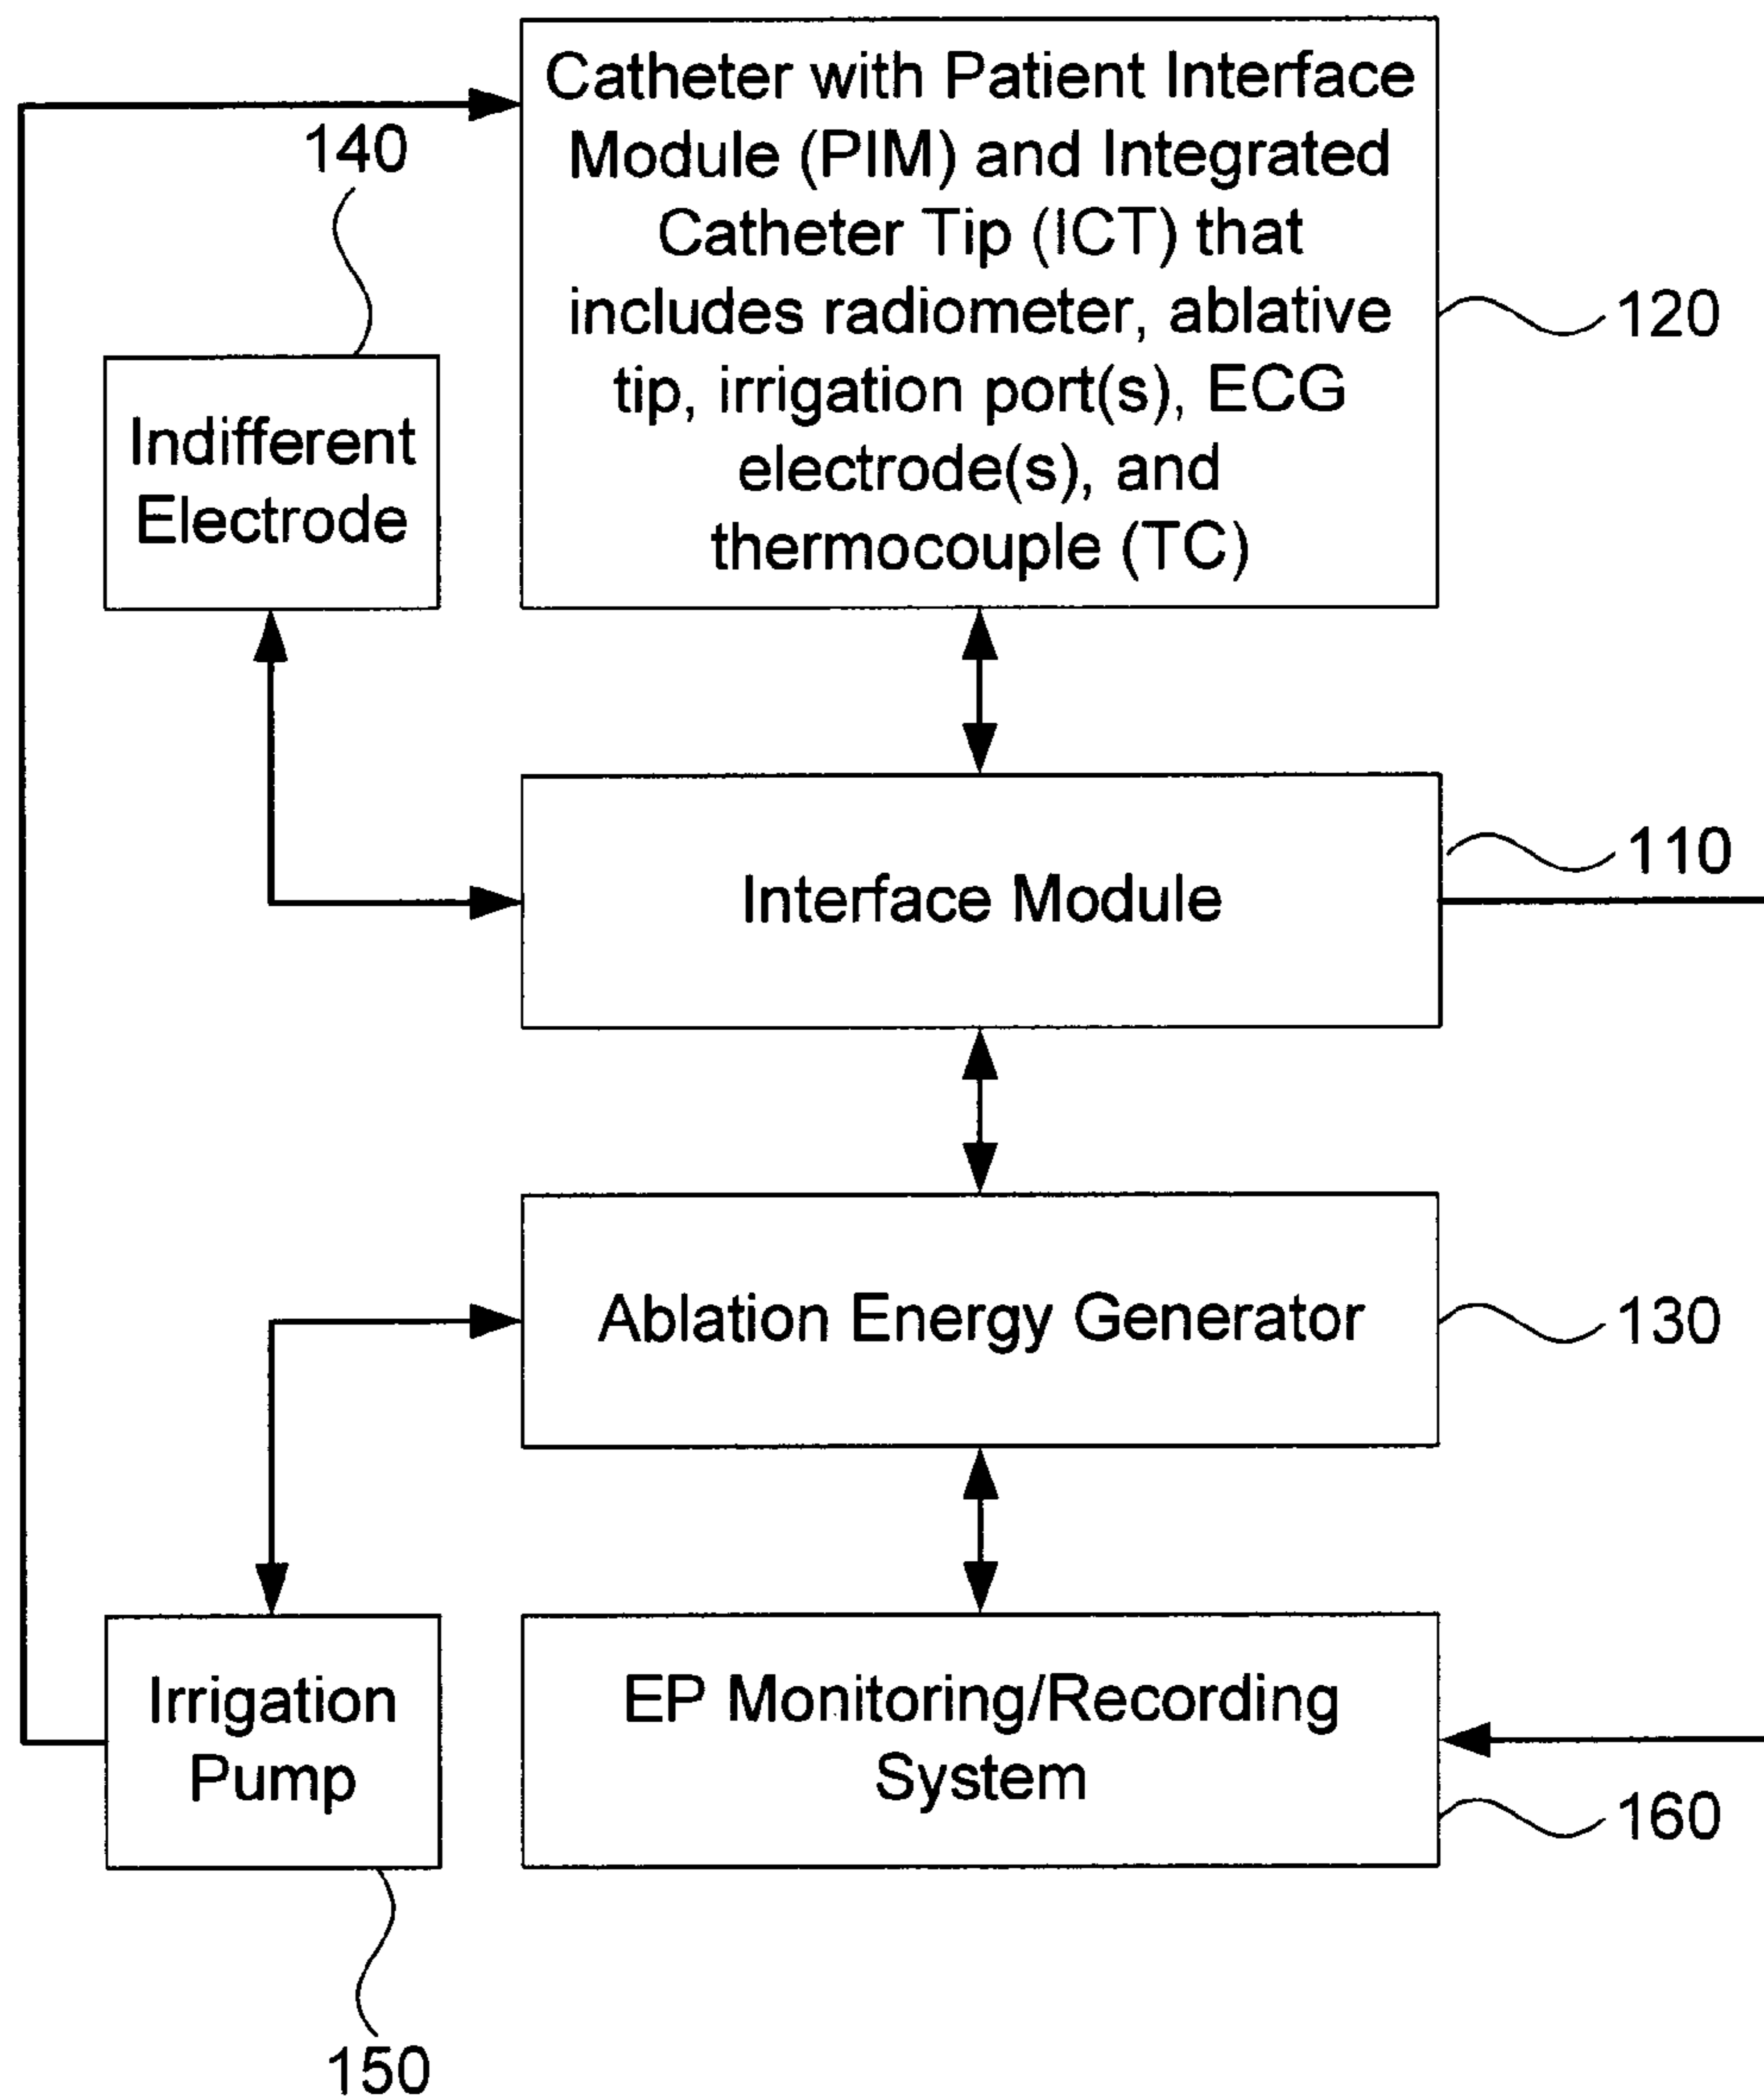 Catheter with Patient Interface
Module (PIM) and Integrated
Catheter Tip (ICT) that
includes radiometer, ablative
tip, irrigation port(s), ECG
electrode(s), and
thermocouple (TC)
120
140
Indifferent
Electrode
Interface Module
110
Ablation Energy Generator
130
Irrigation
Pump
150
EP Monitoring/Recording
System
160